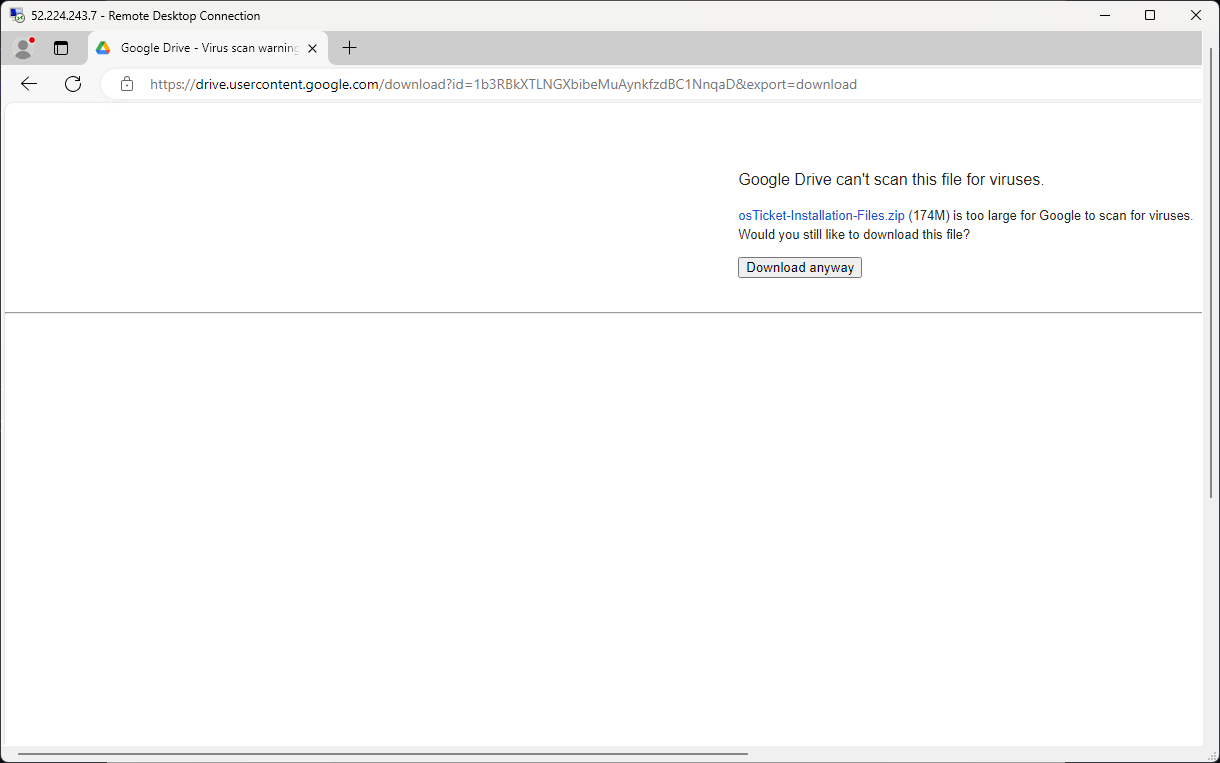 52.224.243.7 - Remote Desktop Connection
Google Drive - Virus scan warning
https://drive.usercontent.google.com/download?id=1b3RBkXTLNGXbibeMuAynkfzdBC1NnqaD&export=download
Google Drive can't scan this file for viruses.
osTicket-Installation-Files.zip (174M) is too large for Google to scan for viruses.
Would you still like to download this file?
Download anyway